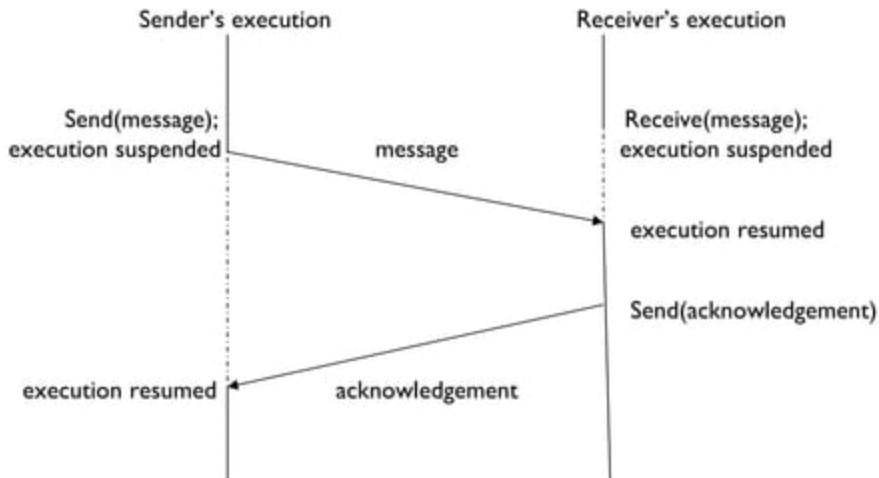 Sender's execution
Receiver's execution
Send(message);
execution suspended
message
Receive(message);
execution suspended
execution resumed
Send(acknowledgement)
execution resumed
acknowledgement